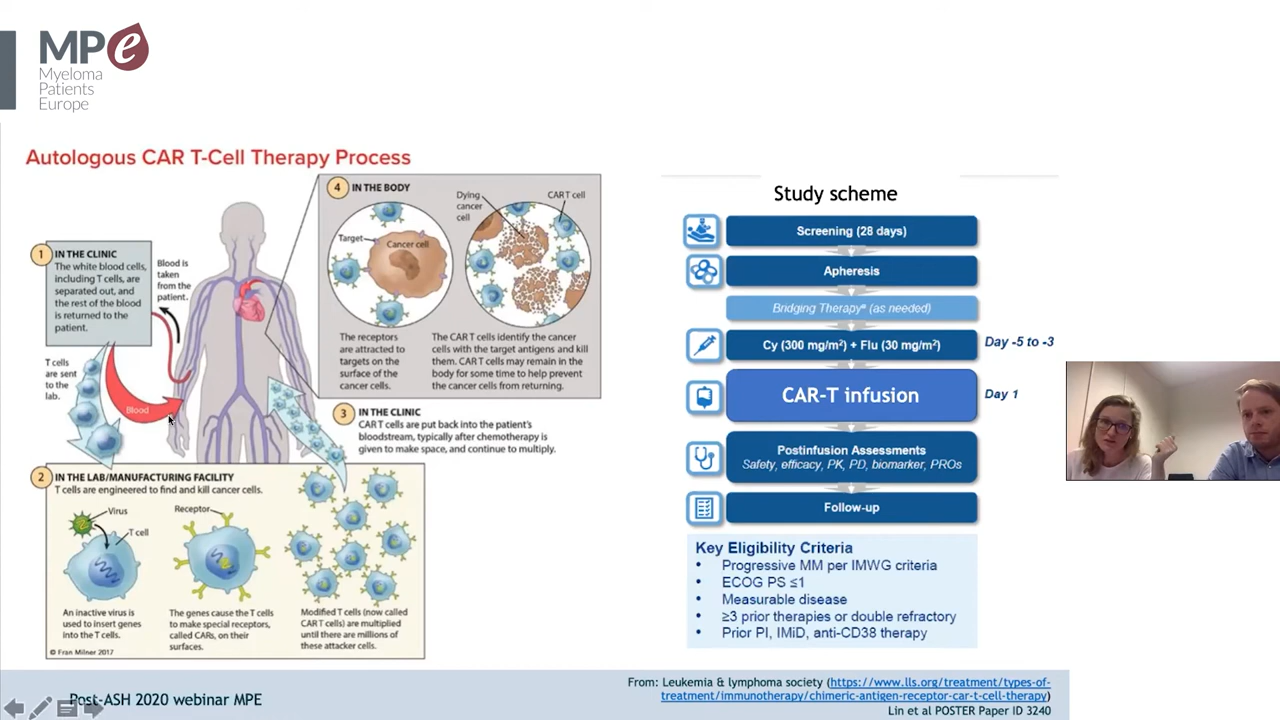 MPe
Myeloma
Patients
Europe
Autologous CAR T-Cell Therapy Process
1 IN THE CLINIC
The white blood cells,
including T cells, are
separated out, and
the rest of the blood
is returned to the
patient.
Blood is
taken
from the
patient.
T cells
are sent
to the
lab.
Blood
4 IN THE BODY
Target
Cancer cell
Dying
cancer
cell
CAR T cell
The receptors
are attracted to
targets on the
surface of the
cancer cells.
The CAR T cells identify the cancer
cells with the target antigens and kill
them. CAR T cells may remain in the
body for some time to help prevent
the cancer cells from returning.
3 IN THE CLINIC
CAR T cells are put back into the patient's
bloodstream, typically after chemotherapy is
given to make space, and continue to multiply.
2 IN THE LAB/MANUFACTURING FACILITY
T cells are engineered to find and kill cancer cells.
Virus
T cell
Receptor
An inactive virus is
used to insert genes
into the T cells.
The genes cause the T cells
to make special receptors,
called CARs, on their
surfaces.
Modified T cells (now called
CAR T cells) are multiplied
until there are millions of
these attacker cells.
© Fran Milner 2017
Study scheme
Screening (28 days)
Apheresis
Bridging Therapyᵃ (as needed)
Cy (300 mg/m²) + Flu (30 mg/m²)
Day -5 to -3
CAR-T infusion
Day 1
Postinfusion Assessments
Safety, efficacy, PK, PD, biomarker, PROs
Follow-up
Key Eligibility Criteria
• Progressive MM per IMWG criteria
• ECOG PS ≤1
• Measurable disease
• ≥3 prior therapies or double refractory
• Prior PI, IMiD, anti-CD38 therapy
Post-ASH 2020 webinar MPE
From: Leukemia & lymphoma society (https://www.lls.org/treatment/types-of-
treatment/immunotherapy/chimeric-antigen-receptor-car-t-cell-therapy)
Lin et al POSTER Paper ID 3240